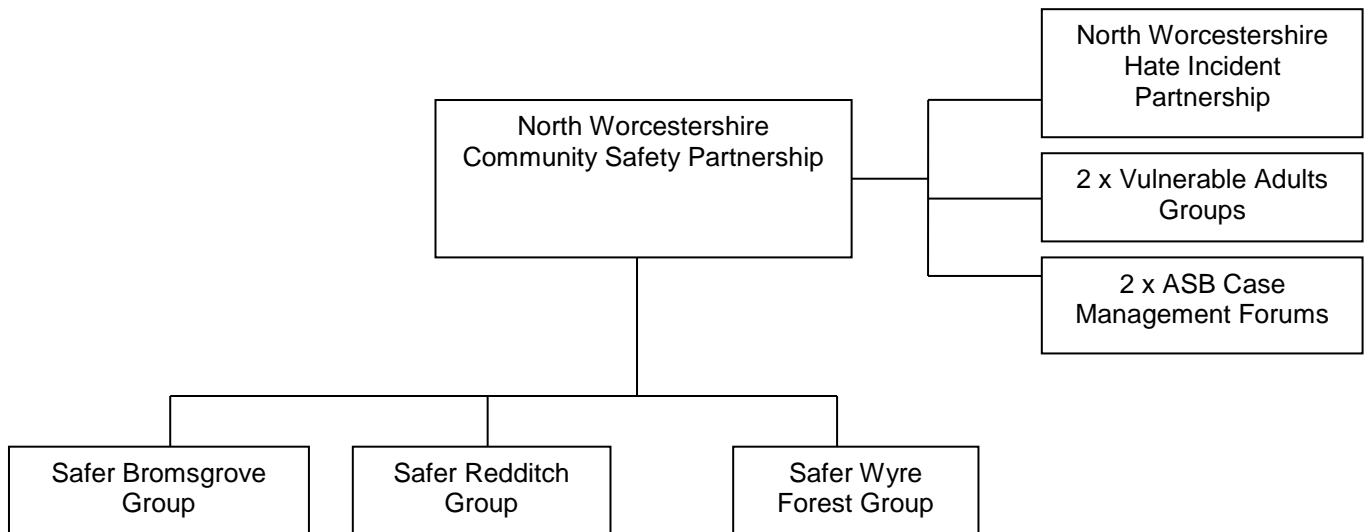 North Worcestershire
Hate Incident
Partnership
North Worcestershire
Community Safety Partnership
2 x Vulnerable Adults
Groups
2 x ASB Case
Management Forums
Safer Bromsgrove
Group
Safer Redditch
Group
Safer Wyre
Forest Group